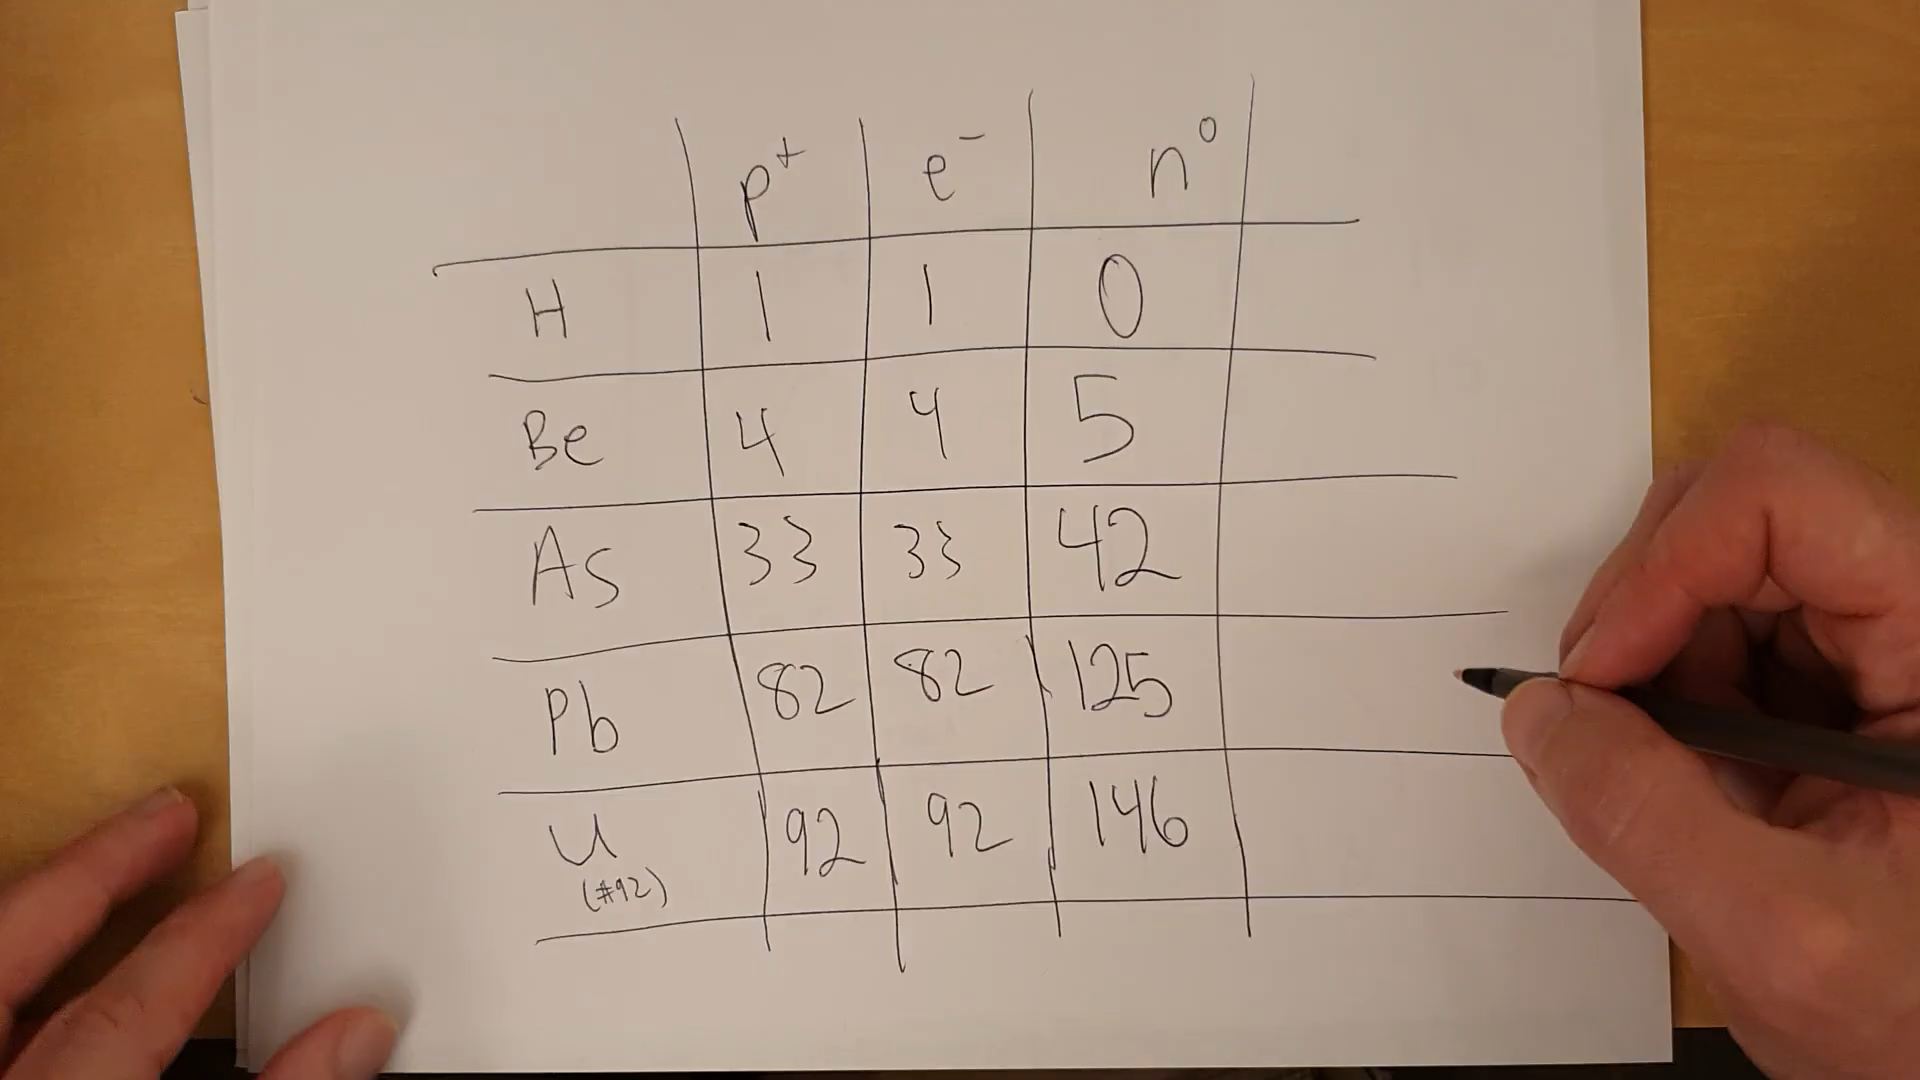 p+ e- n0
H 1 1 0
Be 4 4 5
As 33 33 42
Pb 82 82 125
U 92 92 146
(#92)